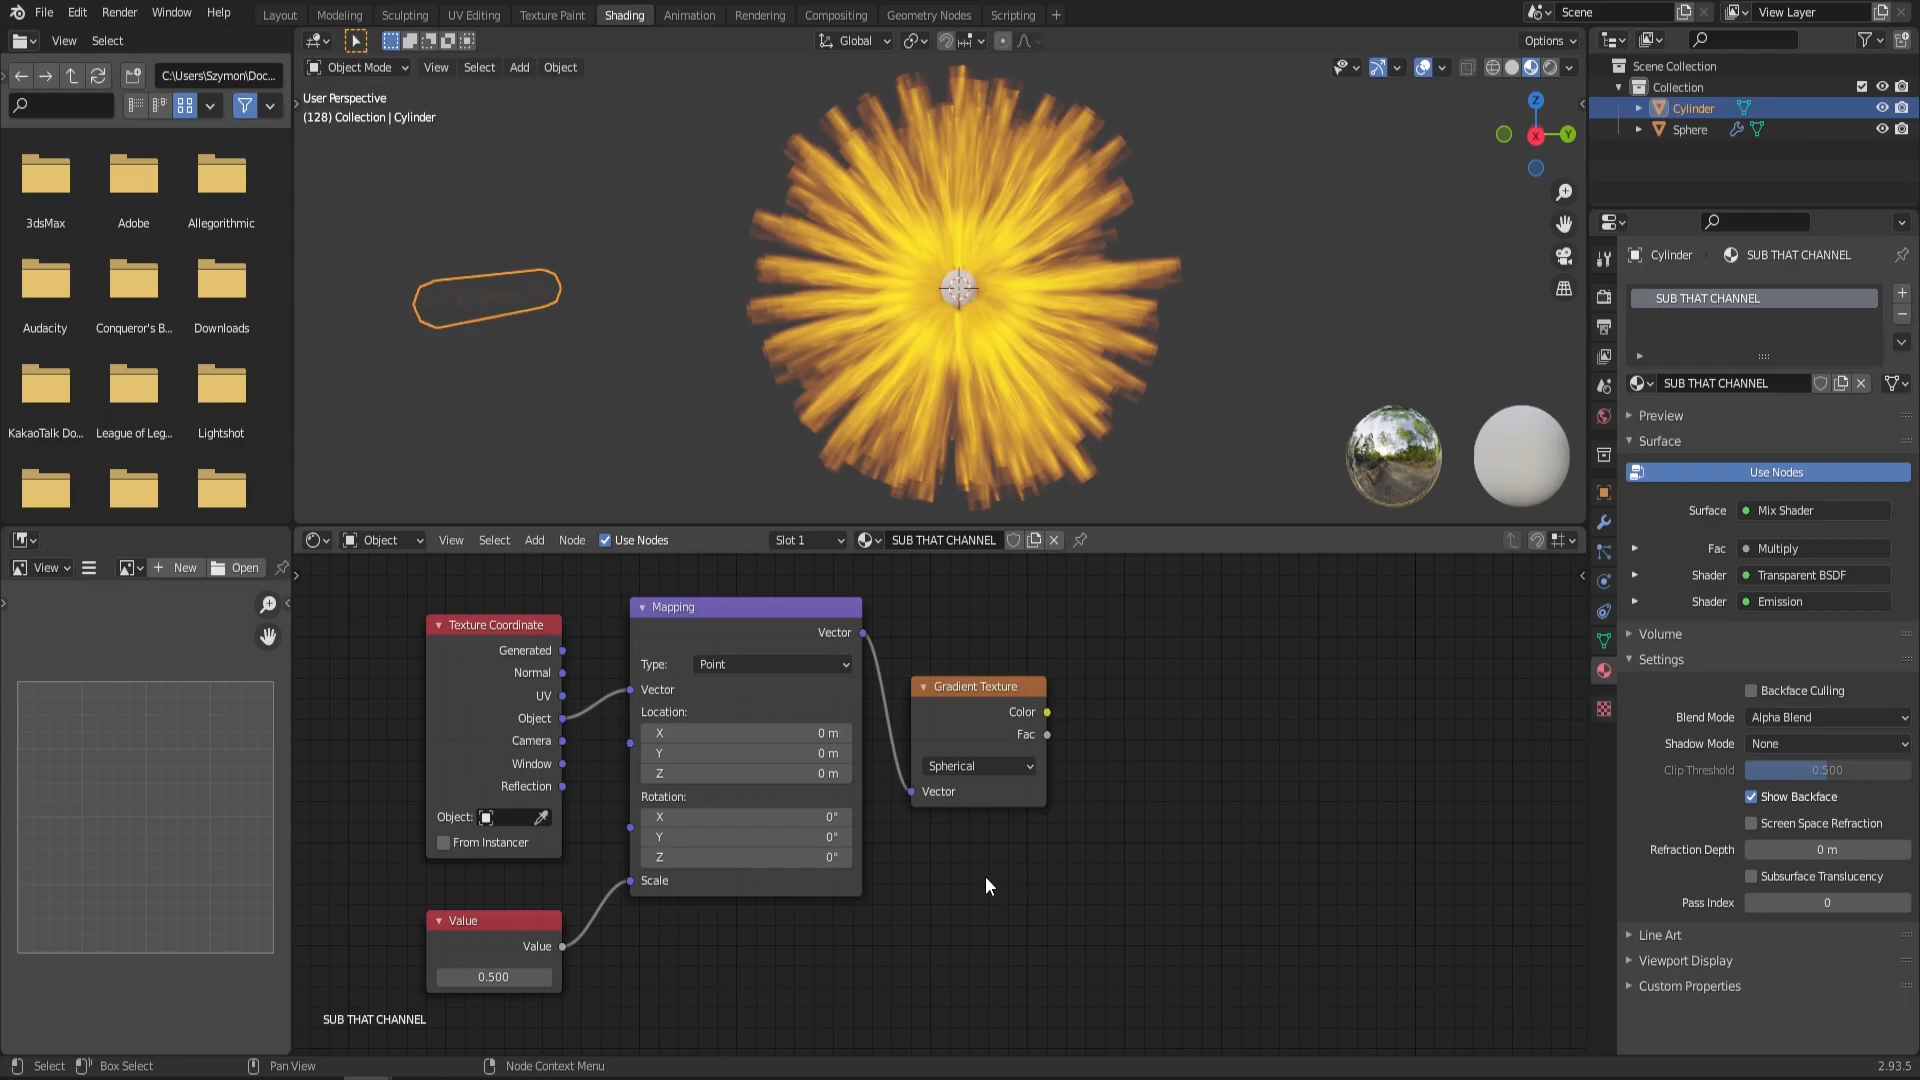 File Edit Render Window Help
Layout Modeling Sculpting UV Editing Texture Paint Shading Animation Rendering Compositing Geometry Nodes Scripting +
Scene
View Layer
View Select
Global
Options
C:\Users\Szymon\Doc...
Object Mode View Select Add Object
User Perspective
(128) Collection | Cylinder
Z
Y
X
3dsMax Adobe Allegorithmic
Audacity Conqueror's B... Downloads
KakaoTalk Do... League of Leg... Lightshot
Scene Collection
Collection
Cylinder
Sphere
Cylinder SUB THAT CHANNEL
SUB THAT CHANNEL
SUB THAT CHANNEL
Preview
Surface
Use Nodes
Surface Mix Shader
Fac Multiply
Shader Transparent BSDF
Shader Emission
Volume
Settings
Backface Culling
Blend Mode Alpha Blend
Shadow Mode None
Clip Threshold 0.500
Show Backface
Screen Space Refraction
Refraction Depth 0 m
Subsurface Translucency
Pass Index 0
Line Art
Viewport Display
Custom Properties
View New Open
Object View Select Add Node Use Nodes Slot 1 SUB THAT CHANNEL
Texture Coordinate
Generated
Normal
UV
Object
Camera
Window
Reflection
Object:
From Instancer
Value
Value
0.500
Mapping
Vector
Type: Point
Vector
Location:
X 0 m
Y 0 m
Z 0 m
Rotation:
X 0°
Y 0°
Z 0°
Scale
Gradient Texture
Color
Fac
Spherical
Vector
SUB THAT CHANNEL
Select Box Select Pan View Node Context Menu 2.93.5